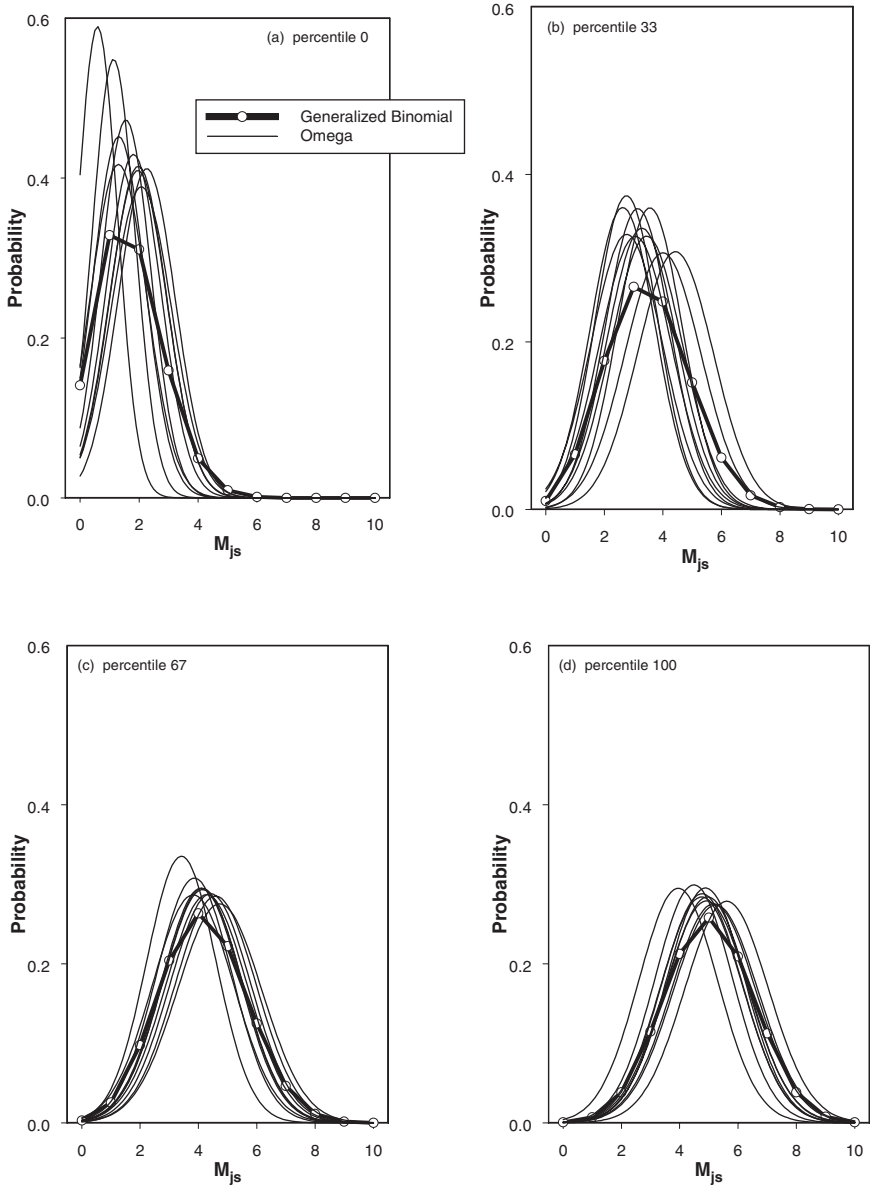 0.6
(a) percentile 0
Generalized Binomial
Omega
0.4
Probability
0.2
0.0
0 2 4 6 8 10
Mjs
0.6
(b) percentile 33
0.4
Probability
0.2
0.0
0 2 4 6 8 10
Mjs
0.6
(c) percentile 67
0.4
Probability
0.2
0.0
0 2 4 6 8 10
Mjs
0.6
(d) percentile 100
0.4
Probability
0.2
0.0
0 2 4 6 8 10
Mjs